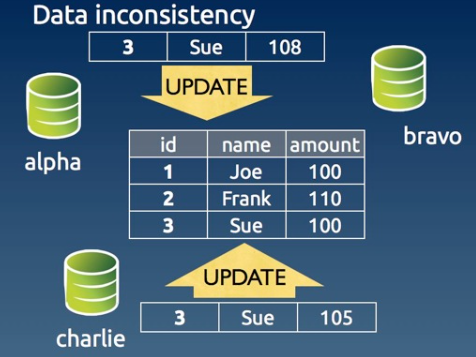 Data inconsistency
3 Sue 108
UPDATE
alpha
bravo
id name amount
1 Joe 100
2 Frank 110
3 Sue 100
UPDATE
3 Sue 105
charlie